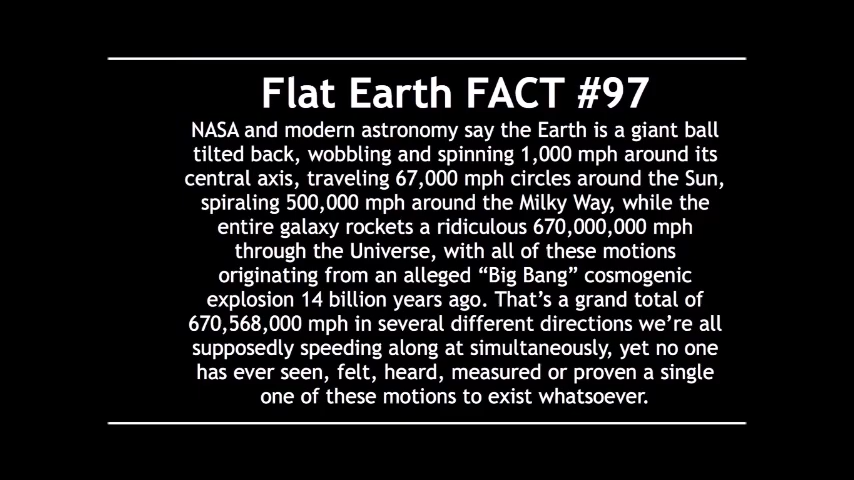 Flat Earth FACT #97
NASA and modern astronomy say the Earth is a giant ball
tilted back, wobbling and spinning 1,000 mph around its
central axis, traveling 67,000 mph circles around the Sun,
spiraling 500,000 mph around the Milky Way, while the
entire galaxy rockets a ridiculous 670,000,000 mph
through the Universe, with all of these motions
originating from an alleged “Big Bang” cosmogenic
explosion 14 billion years ago. That’s a grand total of
670,568,000 mph in several different directions we’re all
supposedly speeding along at simultaneously, yet no one
has ever seen, felt, heard, measured or proven a single
one of these motions to exist whatsoever.